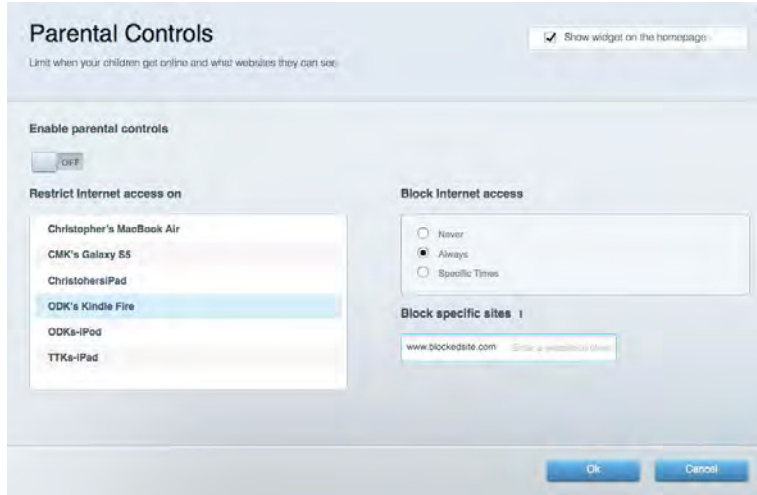 Parental Controls
Show widget on the homepage
Limit when your children get online and what websites they can see.
Enable parental controls
OFF
Restrict Internet access on
Christopher's MacBook Air
CMK's Galaxy S5
ChristohersiPad
ODK's Kindle Fire
ODKs-iPod
TTKs-iPad
Block Internet access
Never
Always
Specific Times
Block specific sites
www.blockedsite.com Enter a
Ok
Cancel